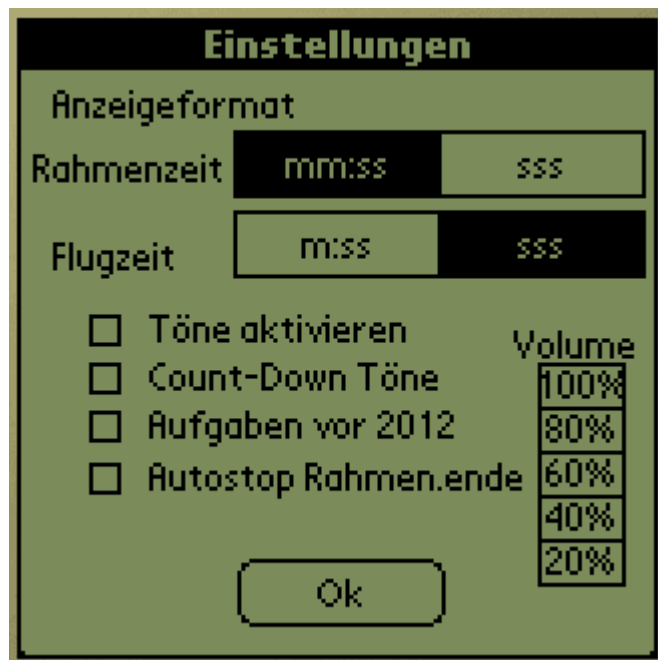 Einstellungen
Anzeigeformat
Rahmenzeit mm:ss sss
Flugzeit m:ss sss
Töne aktivieren
Count-Down Töne
Aufgaben vor 2012
Autostop Rahmen.ende
Volume
100%
80%
60%
40%
20%
Ok